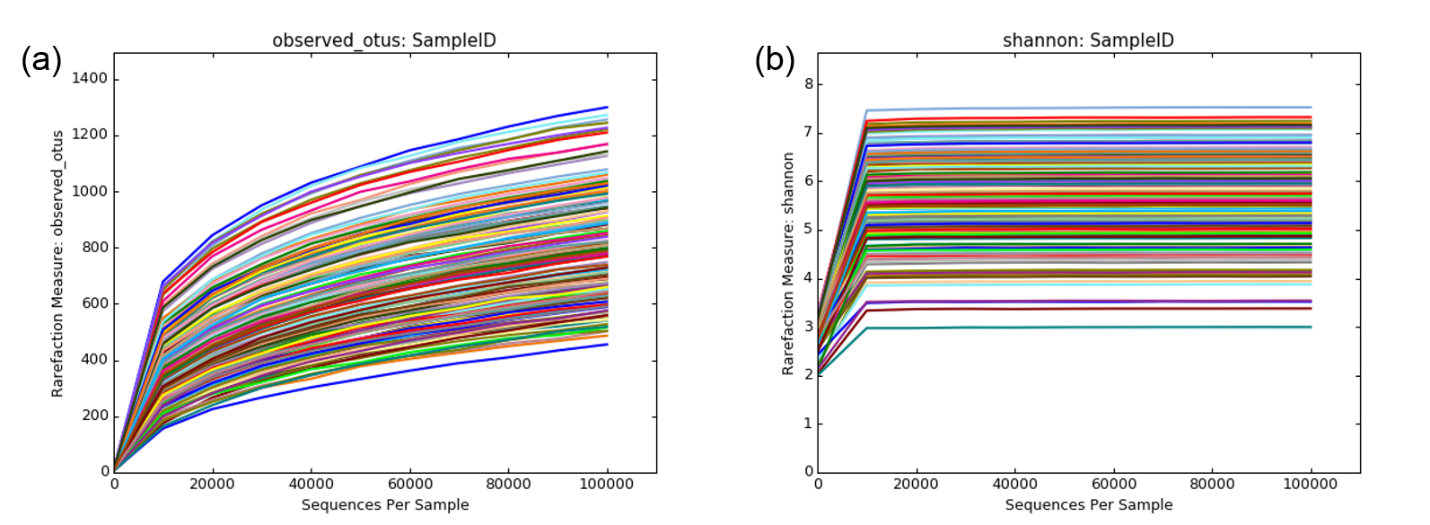 (a)
observed_otus: SampleID
Rarefaction Measure: observed_otus
1400
1200
1000
800
600
400
200
0
0 20000 40000 60000 80000 100000
Sequences Per Sample
(b)
shannon: SampleID
Rarefaction Measure: shannon
8
7
6
5
4
3
2
1
0
0 20000 40000 60000 80000 100000
Sequences Per Sample